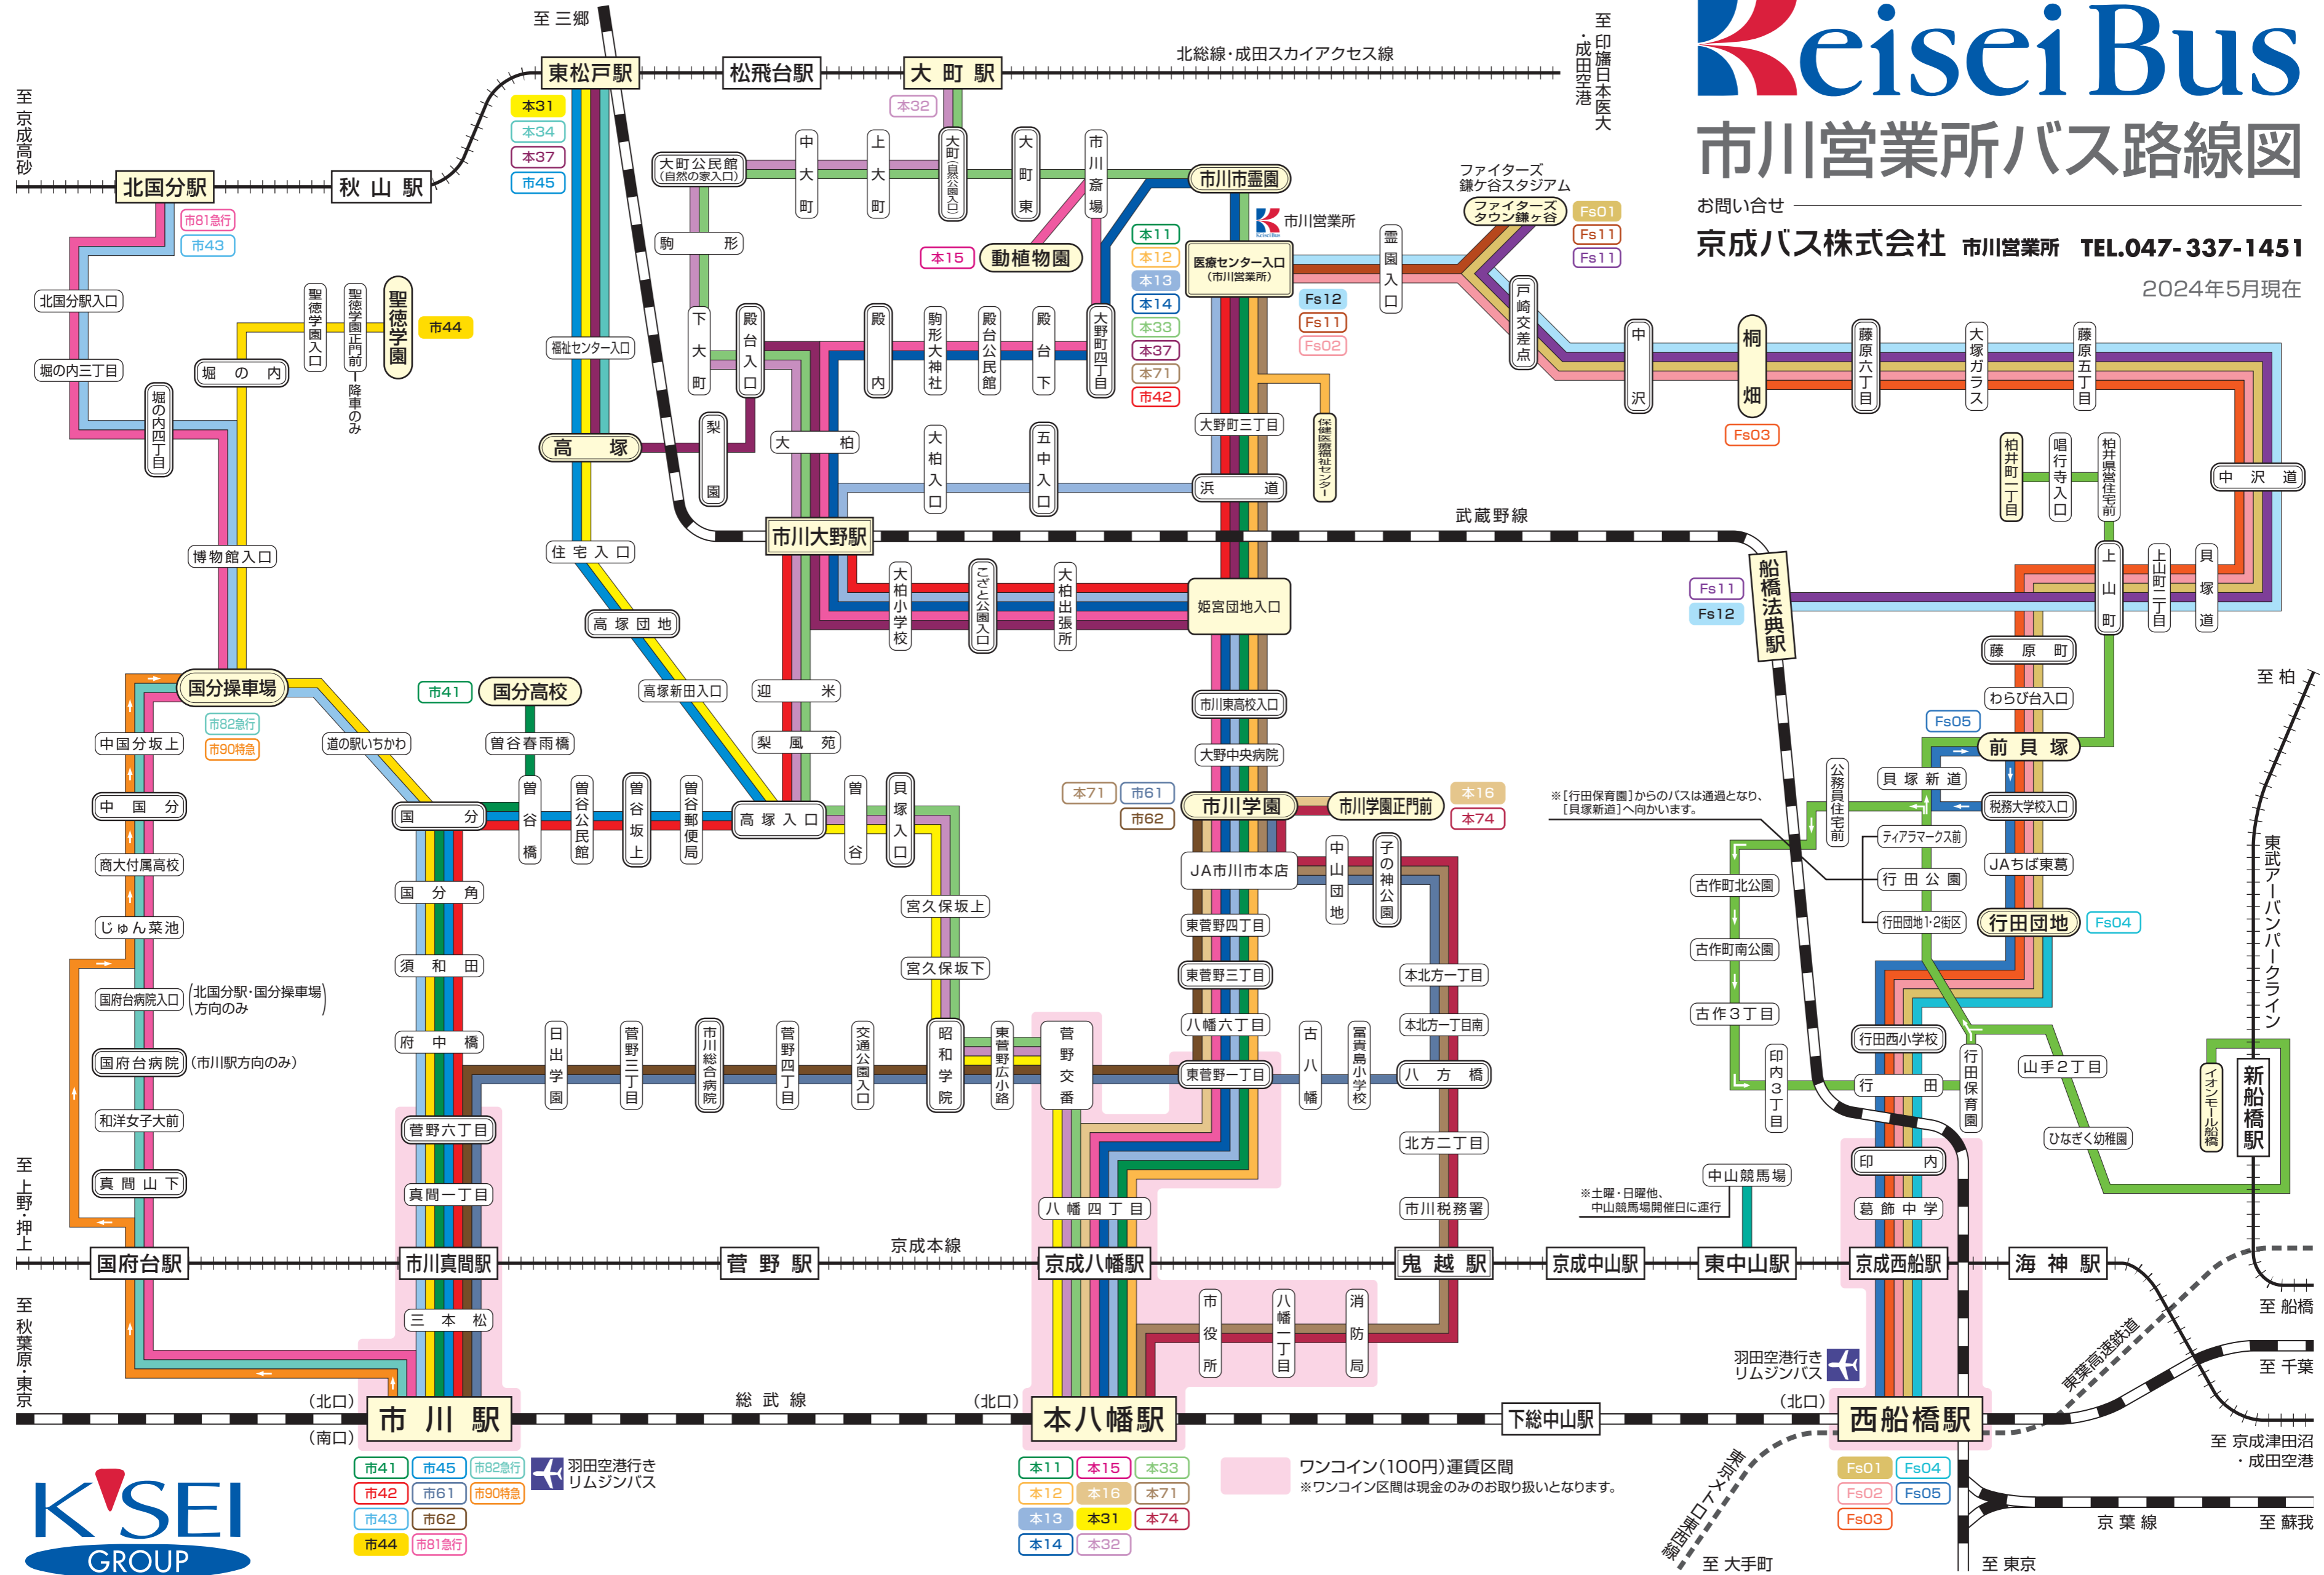 Keisei Bus
市川営業所バス路線図
お問い合せ
京成バス株式会社 市川営業所 TEL.047-337-1451
2024年5月現在
至 三郷
至 京成高砂
東松戸駅
松飛台駅
大町駅
北総線・成田スカイアクセス線
至 印旛日本医大・成田空港
本31
本34
本37
市45
本32
北国分駅
秋山駅
市81急行
市43
大町公民館
(自然の家入口)
中大町
上大町
大町(自然公園入口)
大町東
市川斎場
市川市霊園
駒形
本15
動植物園
Keisei Bus
市川営業所
医療センター入口
(市川営業所)
本11
本12
本13
本14
本33
本37
本71
市42
霊園入口
ファイターズ
鎌ケ谷スタジアム
ファイターズ
タウン鎌ヶ谷
Fs01
Fs11
Fs11
Fs12
Fs11
Fs02
戸崎交差点
中沢
桐畑
Fs03
藤原六丁目
大塚ガラス
藤原五丁目
中沢道
北国分駅入口
堀の内三丁目
堀の内四丁目
堀の内
聖徳学園入口
聖徳学園正門前
降車のみ
聖徳学園
市44
博物館入口
福祉センター入口
高塚
下大町
殿台入口
殿内
駒形大神社
殿台公民館
殿台下
大野町四丁目
梨園
大柏
大柏入口
五中入口
大野町三丁目
保健医療福祉センター
浜道
市川大野駅
武蔵野線
柏井町一丁目
唱行寺入口
柏井県営住宅前
上山町
上山町二丁目
貝塚道
住宅入口
高塚団地
高塚新田入口
大柏小学校
こざと公園入口
大柏出張所
姫宮団地入口
Fs11
Fs12
船橋法典駅
藤原町
わらび台入口
至 柏
国分操車場
市82急行
市90特急
市41
国分高校
曽谷春雨橋
道の駅いちかわ
迎米
梨風苑
市川東高校入口
大野中央病院
Fs05
前貝塚
貝塚新道
税務大学校入口
公務員住宅前
※[行田保育園]からのバスは通過となり、
[貝塚新道]へ向かいます。
ティアラマークス前
行田公園
行田団地1・2街区
JAちば東葛
行田団地
Fs04
東武アーバンパークライン
中国分坂上
中国分
商大付属高校
じゅん菜池
国府台病院入口
(北国分駅・国分操車場
方向のみ)
国府台病院
(市川駅方向のみ)
和洋女子大前
真間山下
国分
曽谷橋
曽谷公民館
曽谷坂上
曽谷郵便局
高塚入口
曽谷
貝塚入口
本71
市61
市62
市川学園
市川学園正門前
本16
本74
JA市川市本店
中山団地
子の神公園
国分角
須和田
府中橋
宮久保坂上
宮久保坂下
東菅野四丁目
東菅野三丁目
八幡六丁目
東菅野一丁目
本北方一丁目
本北方一丁目南
八方橋
古作町北公園
古作町南公園
古作3丁目
印内3丁目
行田西小学校
行田
行田保育園
山手2丁目
ひなぎく幼稚園
イオンモール船橋
新船橋駅
日出学園
菅野三丁目
市川総合病院
菅野四丁目
交通公園入口
昭和学院
東菅野広小路
菅野交番
古八幡
冨貴島小学校
菅野六丁目
真間一丁目
北方二丁目
市川税務署
八幡四丁目
中山競馬場
※土曜・日曜他、
中山競馬場開催日に運行
印内
葛飾中学
至 上野・押上
国府台駅
市川真間駅
菅野駅
京成本線
京成八幡駅
鬼越駅
京成中山駅
東中山駅
京成西船駅
海神駅
至 船橋
三本松
市役所
八幡一丁目
消防局
羽田空港行き
リムジンバス
東葉高速鉄道
至 千葉
至 秋葉原・東京
(北口)
(南口)
市川駅
総武線
(北口)
本八幡駅
下総中山駅
(北口)
西船橋駅
至 京成津田沼
・成田空港
市41
市45
市82急行
市42
市61
市90特急
市43
市62
市44
市81急行
羽田空港行き
リムジンバス
本11
本15
本33
本12
本16
本71
本13
本31
本74
本14
本32
ワンコイン(100円)運賃区間
※ワンコイン区間は現金のみのお取り扱いとなります。
東京メトロ東西線
至 大手町
Fs01
Fs04
Fs02
Fs05
Fs03
京葉線
至 蘇我
至 東京
K'SEI
GROUP